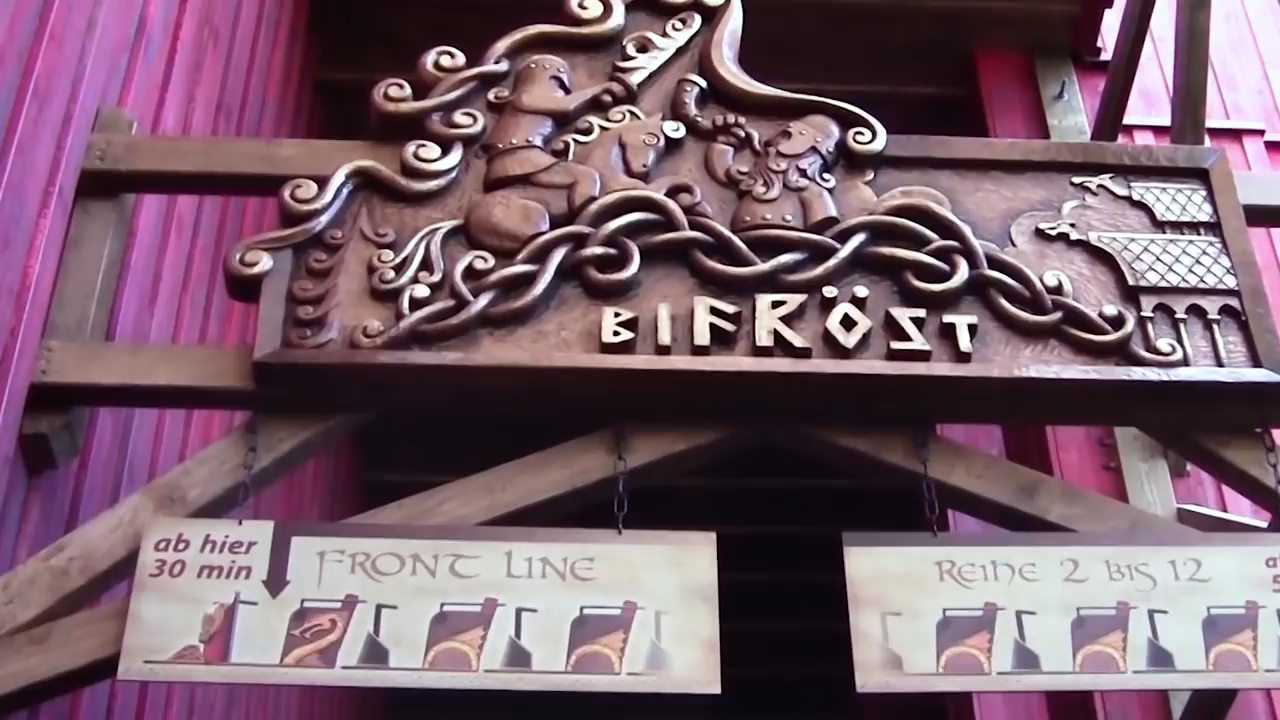 BIFRÖST
ab hier
30 min
FRONT LINE
REIHE 2 BIS 12